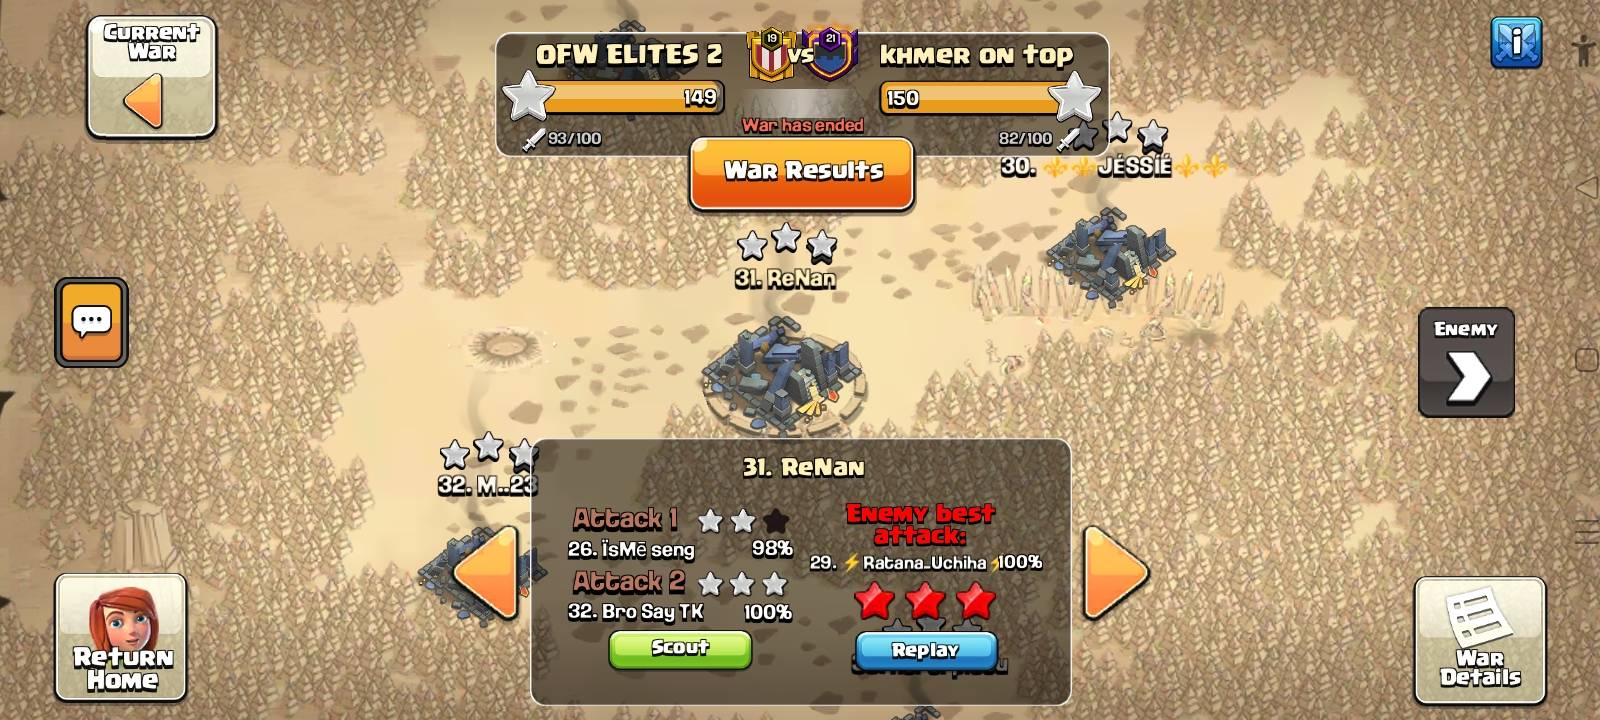 Current
War
OFW ELITES 2
19
vs
21
khmer on top
149
150
93/100
War has ended
82/100
War Results
30. ⚜⚜JÉSSÍÉ⚜⚜
31. ReNan
Enemy
32. M..23
31. ReNan
Attack 1
26. ÏsMē seng 98%
Attack 2
32. Bro Say TK 100%
Scout
Enemy best
attack:
29. ⚡Ratana_Uchiha⚡100%
Replay
Return
Home
War
Details